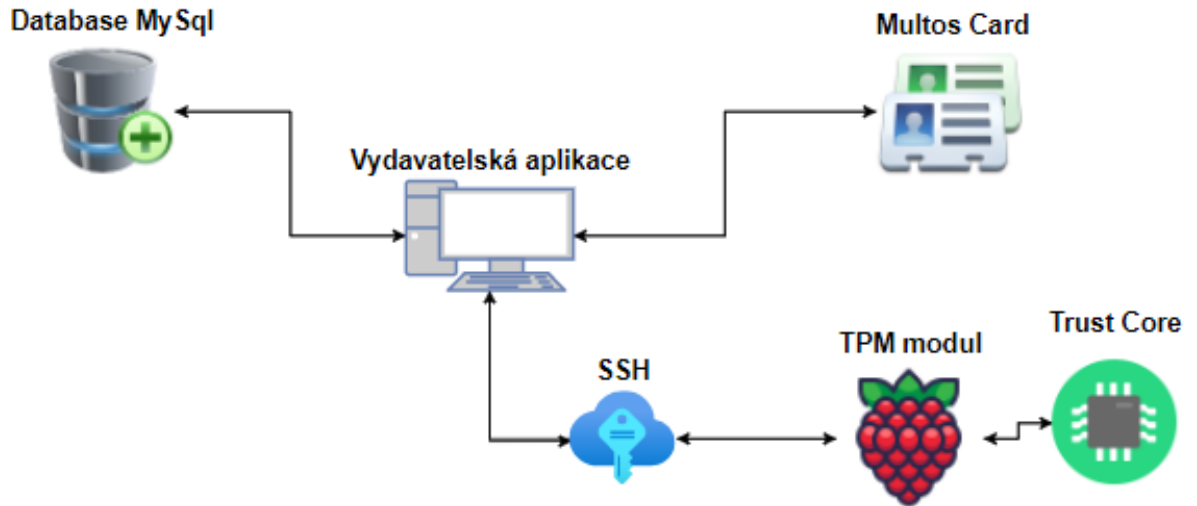 Database MySql
Multos Card
Vydavatelská aplikace
Trust Core
TPM modul
SSH